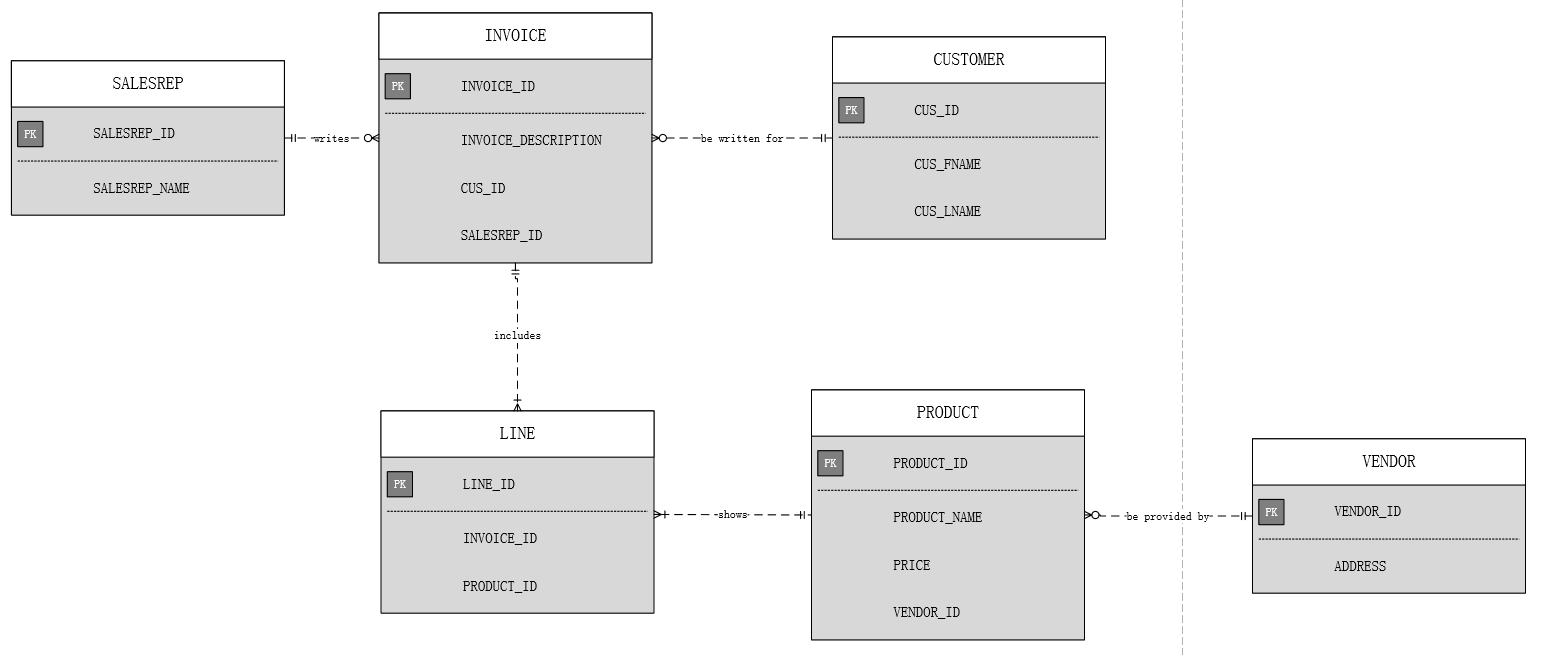 SALESREP
PK SALESREP_ID
SALESREP_NAME
writes
INVOICE
PK INVOICE_ID
INVOICE_DESCRIPTION
CUS_ID
SALESREP_ID
be written for
CUSTOMER
PK CUS_ID
CUS_FNAME
CUS_LNAME
includes
LINE
PK LINE_ID
INVOICE_ID
PRODUCT_ID
shows
PRODUCT
PK PRODUCT_ID
PRODUCT_NAME
PRICE
VENDOR_ID
be provided by
VENDOR
PK VENDOR_ID
ADDRESS